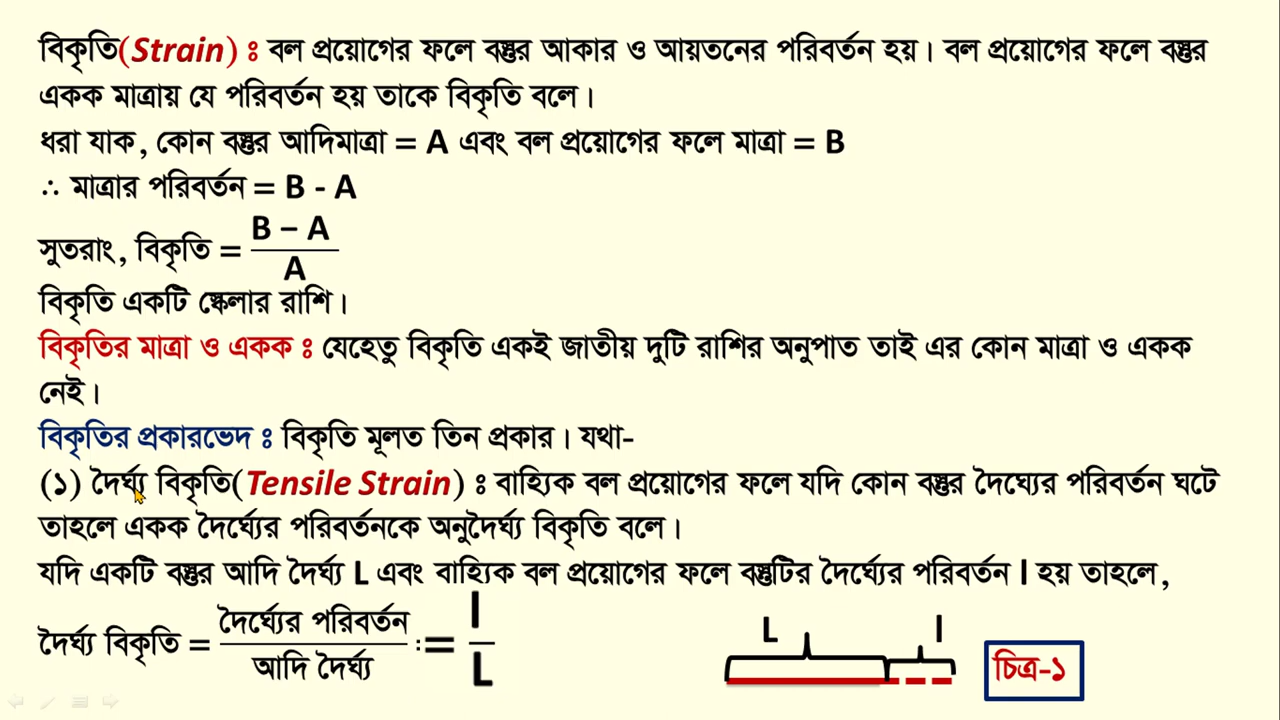 বিকৃতি(Strain) ঃ বল প্রয়োগের ফলে বস্তুর আকার ও আয়তনের পরিবর্তন হয়। বল প্রয়োগের ফলে বস্তুর
একক মাত্রায় যে পরিবর্তন হয় তাকে বিকৃতি বলে।
ধরা যাক, কোন বস্তুর আদিমাত্রা = A এবং বল প্রয়োগের ফলে মাত্রা = B
∴ মাত্রার পরিবর্তন = B - A
সুতরাং, বিকৃতি = (B – A) / A
বিকৃতি একটি স্কেলার রাশি।
বিকৃতির মাত্রা ও একক ঃ যেহেতু বিকৃতি একই জাতীয় দুটি রাশির অনুপাত তাই এর কোন মাত্রা ও একক
নেই।
বিকৃতির প্রকারভেদ ঃ বিকৃতি মূলত তিন প্রকার। যথা-
(১) দৈর্ঘ্য বিকৃতি(Tensile Strain) ঃ বাহ্যিক বল প্রয়োগের ফলে যদি কোন বস্তুর দৈঘ্যের পরিবর্তন ঘটে
তাহলে একক দৈর্ঘ্যের পরিবর্তনকে অনুদৈর্ঘ্য বিকৃতি বলে।
যদি একটি বস্তুর আদি দৈর্ঘ্য L এবং বাহ্যিক বল প্রয়োগের ফলে বস্তুটির দৈর্ঘ্যের পরিবর্তন l হয় তাহলে,
দৈর্ঘ্য বিকৃতি = দৈর্ঘ্যের পরিবর্তন / আদি দৈর্ঘ্য = l / L
L l
চিত্র-১